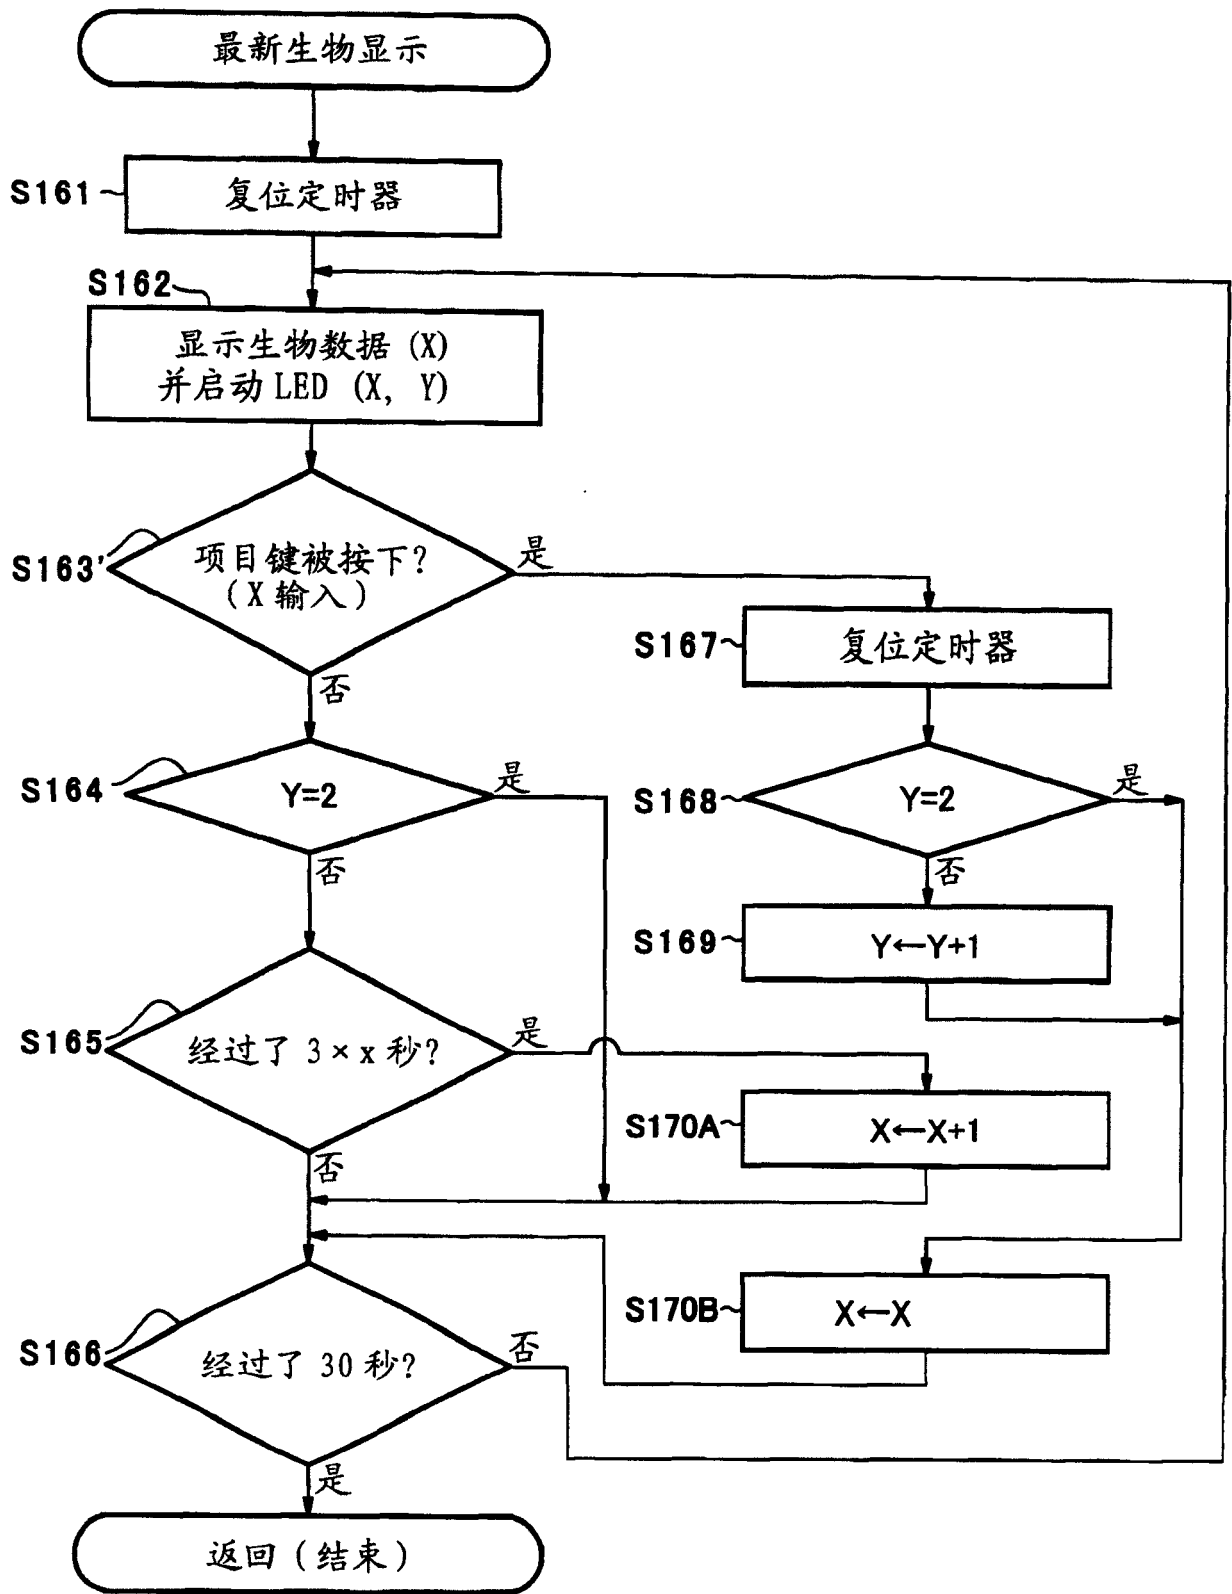 最新生物显示
S161
复位定时器
S162
显示生物数据 (X)
并启动 LED (X, Y)
S163'
项目键被按下?
(X 输入)
是
否
S167
复位定时器
S164
Y=2
是
否
S168
Y=2
是
否
S169
Y←Y+1
S165
经过了 3 × x 秒?
是
否
S170A
X←X+1
S170B
X←X
S166
经过了 30 秒?
否
是
返回 (结束)